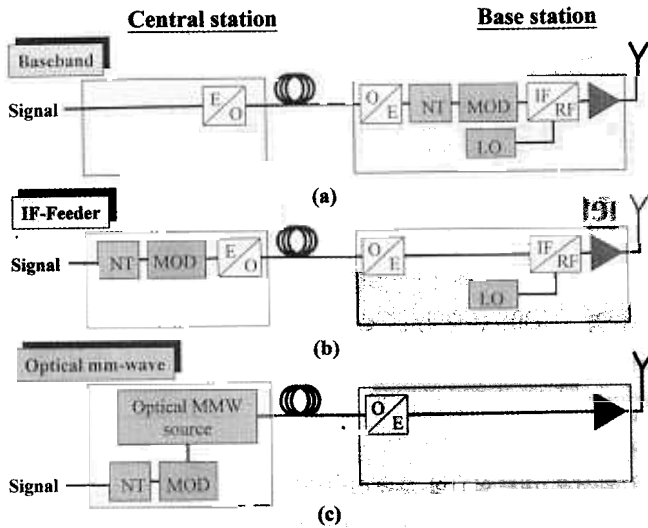 Central station Base station
Baseband
Signal E/O O/E NT MOD IF/RF
LO
(a)
IF-Feeder
Signal NT MOD E/O O/E IF/RF
LO
(b)
Optical mm-wave
Optical MMW
source
O/E
Signal NT MOD
(c)